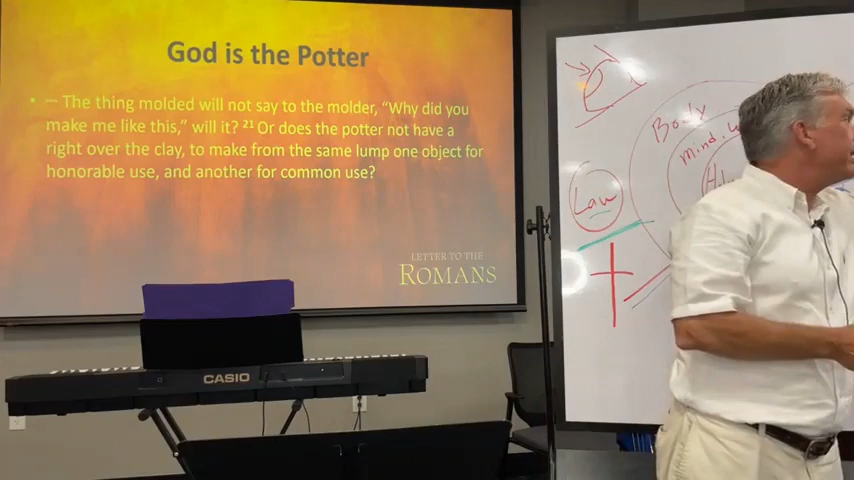 God is the Potter
• – The thing molded will not say to the molder, “Why did you
make me like this,” will it? 21 Or does the potter not have a
right over the clay, to make from the same lump one object for
honorable use, and another for common use?
LETTER TO THE
ROMANS
CASIO
Body
Mind
Law